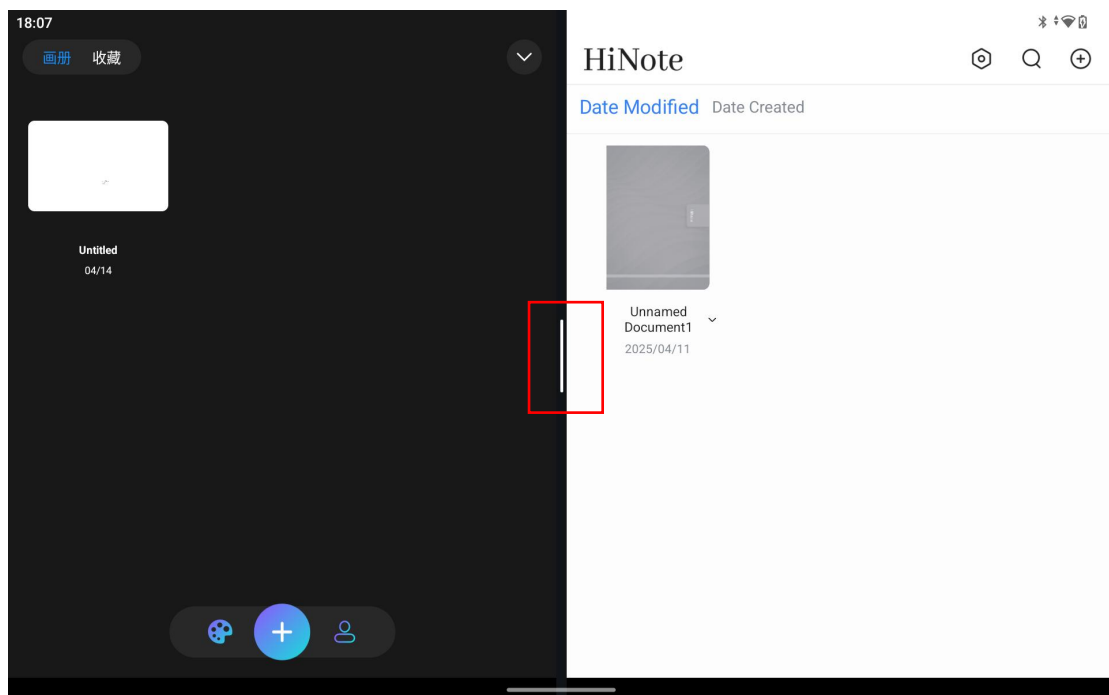 18:07
画册 收藏
Untitled
04/14
HiNote
Date Modified Date Created
Unnamed
Document1
2025/04/11